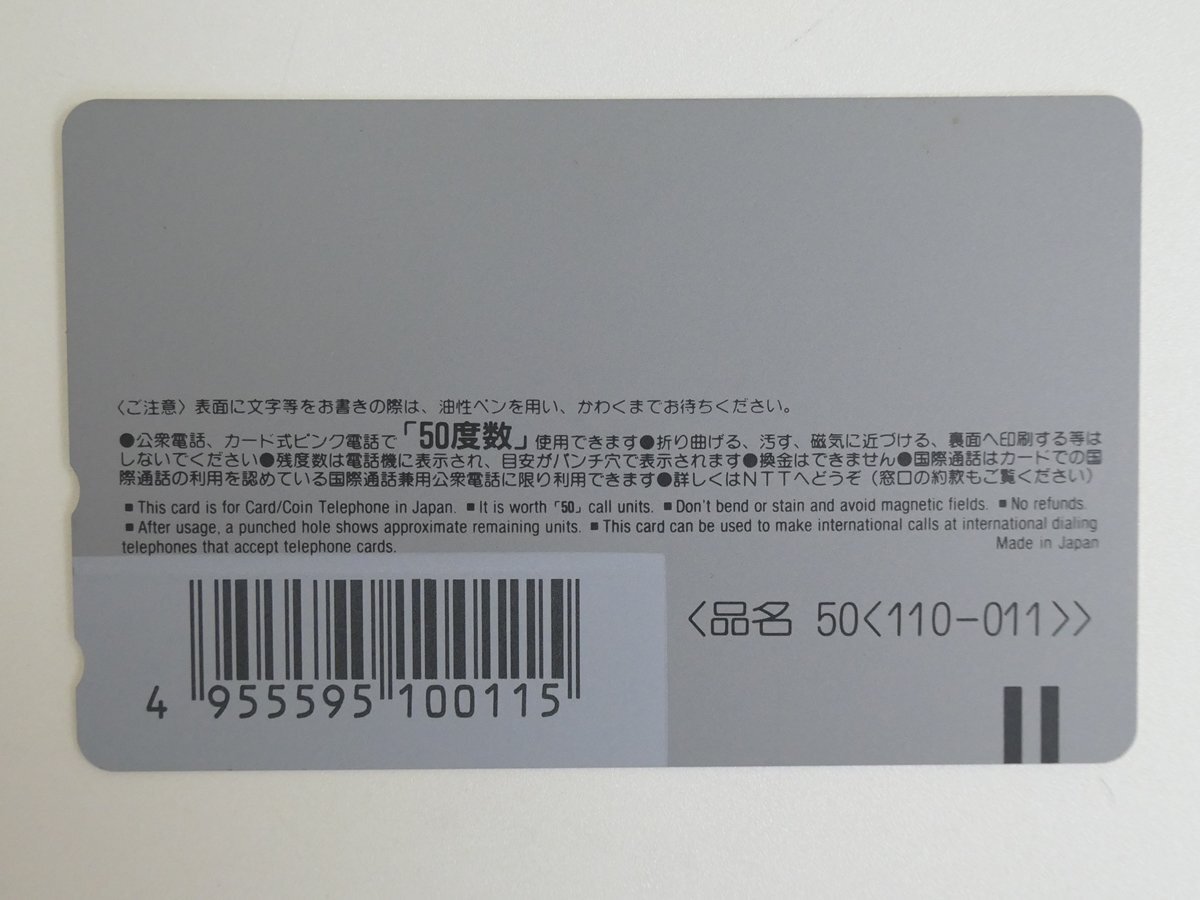 〈ご注意〉表面に文字等をお書きの際は、油性ペンを用い、かわくまでお待ちください。
●公衆電話、カード式ピンク電話で「50度数」使用できます●折り曲げる、汚す、磁気に近づける、裏面へ印刷する等は
しないでください●残度数は電話機に表示され、目安がパンチ穴で表示されます●換金はできません●国際通話はカードでの国
際通話の利用を認めている国際通話兼用公衆電話に限り利用できます●詳しくはNTTへどうぞ（窓口の約款もご覧ください）
■ This card is for Card/Coin Telephone in Japan. ■ It is worth「50」call units. ■ Don't bend or stain and avoid magnetic fields. ■ No refunds.
■ After usage, a punched hole shows approximate remaining units. ■ This card can be used to make international calls at international dialing
telephones that accept telephone cards. Made in Japan
〈品名 50〈110-011〉〉
4 955595 100115